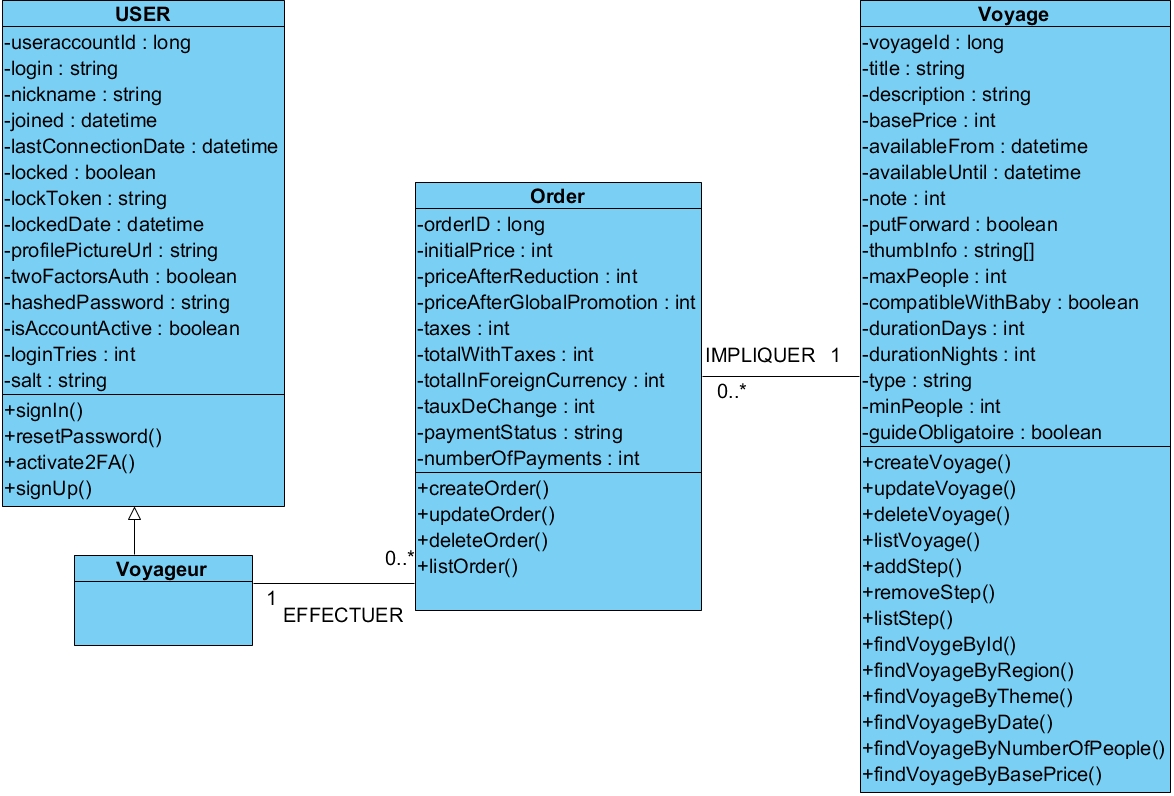 USER
-useraccountId : long
-login : string
-nickname : string
-joined : datetime
-lastConnectionDate : datetime
-locked : boolean
-lockToken : string
-lockedDate : datetime
-profilePictureUrl : string
-twoFactorsAuth : boolean
-hashedPassword : string
-isAccountActive : boolean
-loginTries : int
-salt : string
+signIn()
+resetPassword()
+activate2FA()
+signUp()
Voyageur
1
EFFECTUER
0..*
Order
-orderID : long
-initialPrice : int
-priceAfterReduction : int
-priceAfterGlobalPromotion : int
-taxes : int
-totalWithTaxes : int
-totalInForeignCurrency : int
-tauxDeChange : int
-paymentStatus : string
-numberOfPayments : int
+createOrder()
+updateOrder()
+deleteOrder()
+listOrder()
IMPLIQUER 1
0..*
Voyage
-voyageId : long
-title : string
-description : string
-basePrice : int
-availableFrom : datetime
-availableUntil : datetime
-note : int
-putForward : boolean
-thumbInfo : string[]
-maxPeople : int
-compatibleWithBaby : boolean
-durationDays : int
-durationNights : int
-type : string
-minPeople : int
-guideObligatoire : boolean
+createVoyage()
+updateVoyage()
+deleteVoyage()
+listVoyage()
+addStep()
+removeStep()
+listStep()
+findVoygeById()
+findVoyageByRegion()
+findVoyageByTheme()
+findVoyageByDate()
+findVoyageByNumberOfPeople()
+findVoyageByBasePrice()